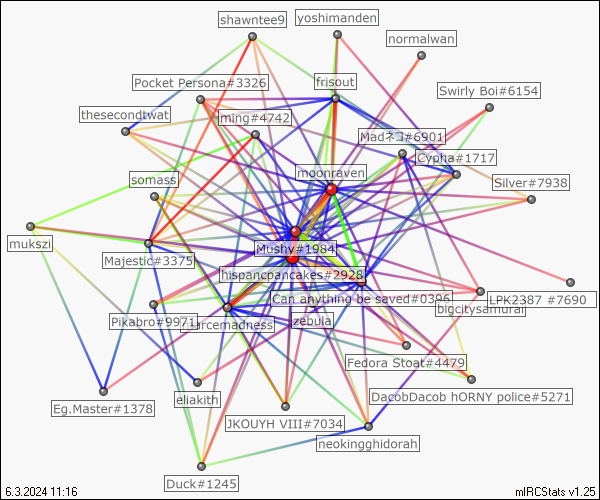 shawntee9
yoshimanden
normalwan
Pocket Persona#3326
frisout
Swirly Boi#6154
thesecondtwat
ming#4742
Madネコ#6901
Cypha#1717
moonraven
somass
Silver#7938
mukszi
Mushy#1984
Majestic#3375
hispancpancakes#2928
Can anything be saved#0396
LPK2387 #7690
bigcitysamurai
Pikabro#9971
arcemadness
zebula
Fedora Stoat#4479
DacobDacob hORNY police#5271
eliakith
Eg.Master#1378
JKOUYH VIII#7034
neokingghidorah
Duck#1245
6.3.2024 11:16
mIRCStats v1.25